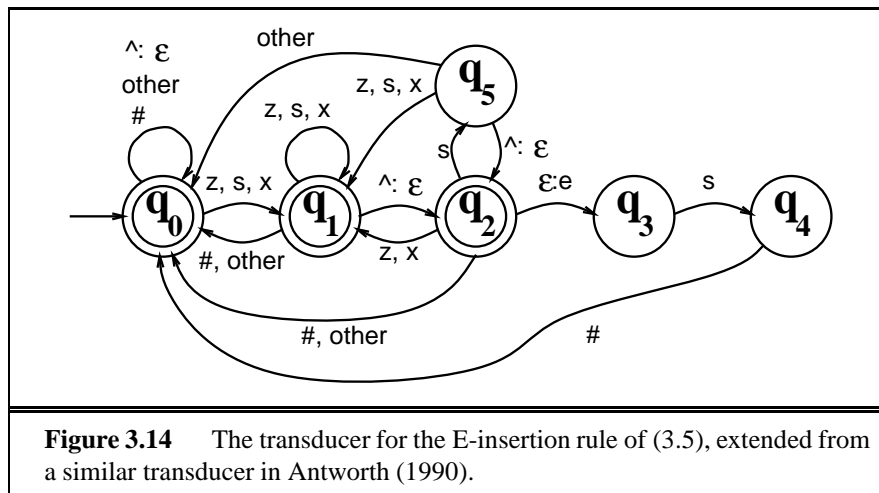 ^: ε
other
#
other
z, s, x
z, s, x
q5
s
^: ε
z, s, x
^: ε
ε:e
s
q0
q1
q2
q3
q4
#, other
z, x
#, other
#
Figure 3.14 The transducer for the E-insertion rule of (3.5), extended from
a similar transducer in Antworth (1990).